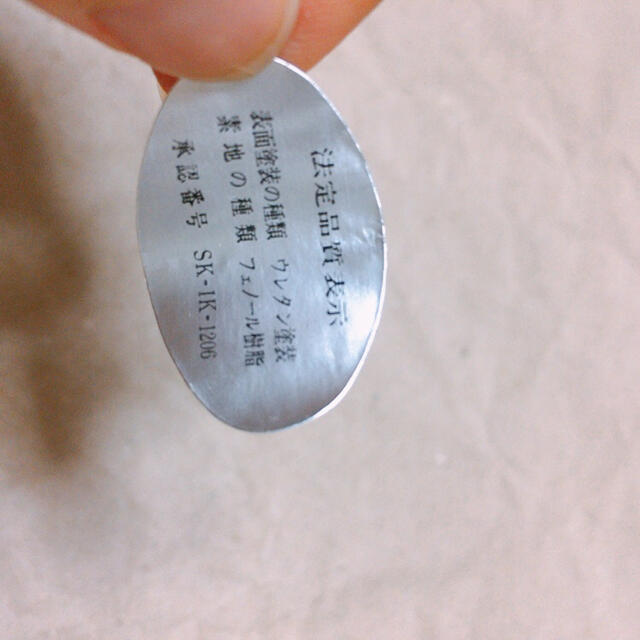 法定品質表示
表面塗装の種類 ウレタン塗装
素地の種類 フェノール樹脂
承認番号 SK-1K-1206